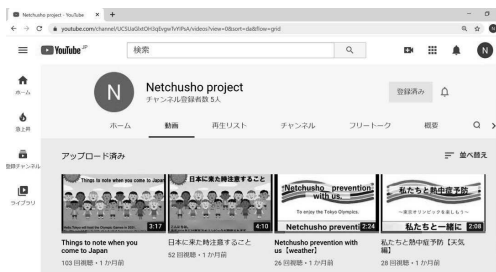 Netchusho project - YouTube
youtube.com/channel/UCSUaGlxtOH3qEvgwTvYlPsA/videos?view=0&sort=da&flow=grid
YouTube JP
検索
N
ホーム
急上昇
登録チャンネル
ライブラリ
N
Netchusho project
チャンネル登録者数 5人
登録済み
ホーム 動画 再生リスト チャンネル フリートーク 概要
アップロード済み
並べ替え
Things to note when you come to Japan
3:17
日本に来た時注意すること
4:10
Netchusho prevention with us.
To enjoy the Tokyo Olympics.
Netchusho preventi
2:24
私たちと熱中症予防
～東京オリンピックを楽しもう～
私たちと一緒に
2:08
Things to note when you
come to Japan
103 回視聴・1 か月前
日本に来た時注意すること
52 回視聴・1 か月前
Netchusho prevention with
us【weather】
26 回視聴・1 か月前
私たちと熱中症予防【天気
編】
28 回視聴・1 か月前